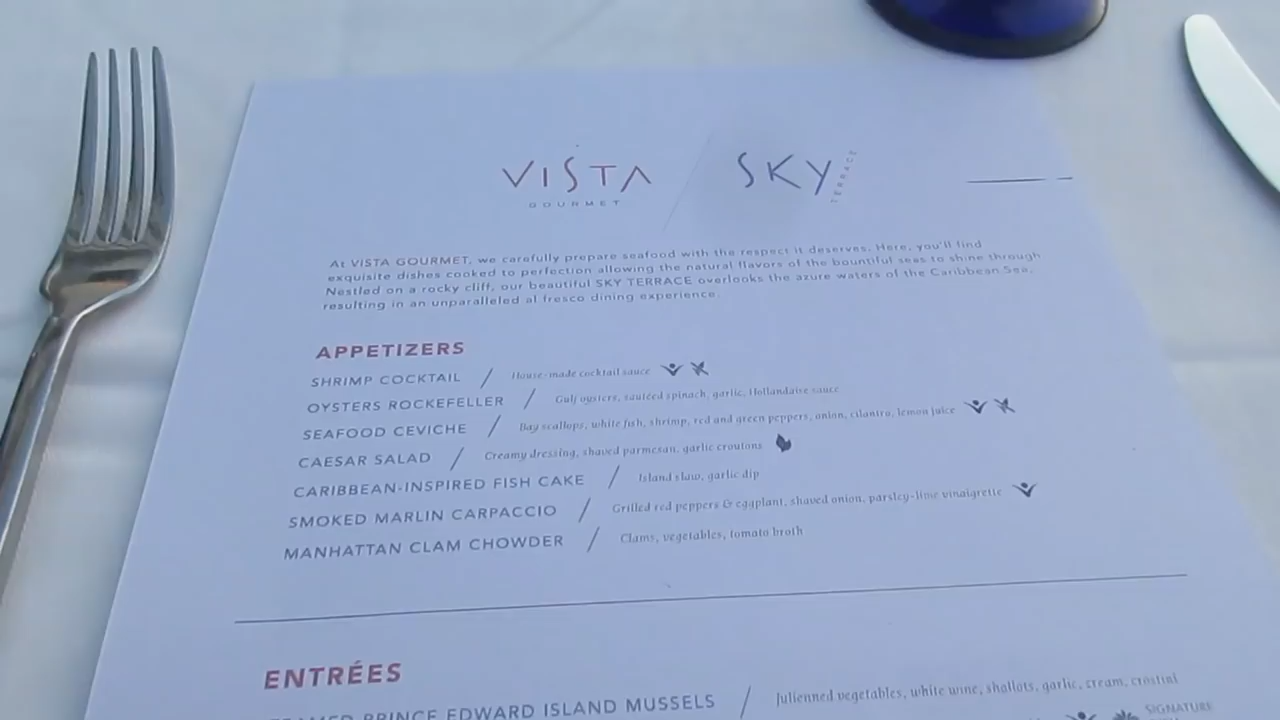 VISTA
GOURMET
SKY
TERRACE
At VISTA GOURMET, we carefully prepare seafood with the respect it deserves. Here, you'll find
exquisite dishes cooked to perfection allowing the natural flavors of the bountiful seas to shine through
Nestled on a rocky cliff, our beautiful SKY TERRACE overlooks the azure waters of the Caribbean Sea,
resulting in an unparalleled al fresco dining experience.
APPETIZERS
SHRIMP COCKTAIL / House-made cocktail sauce
OYSTERS ROCKEFELLER / Gulf oysters, sautéed spinach, garlic, Hollandaise sauce
SEAFOOD CEVICHE / Bay scallops, white fish, shrimp, red and green peppers, onion, cilantro, lemon juice
CAESAR SALAD / Creamy dressing, shaved parmesan, garlic croutons
CARIBBEAN-INSPIRED FISH CAKE / Island slaw, garlic dip
SMOKED MARLIN CARPACCIO / Grilled red peppers & eggplant, shaved onion, parsley-lime vinaigrette
MANHATTAN CLAM CHOWDER / Clams, vegetables, tomato broth
ENTRÉES
PRINCE EDWARD ISLAND MUSSELS / Julienned vegetables, white wine, shallots, garlic, cream, crostini
SIGNATURE